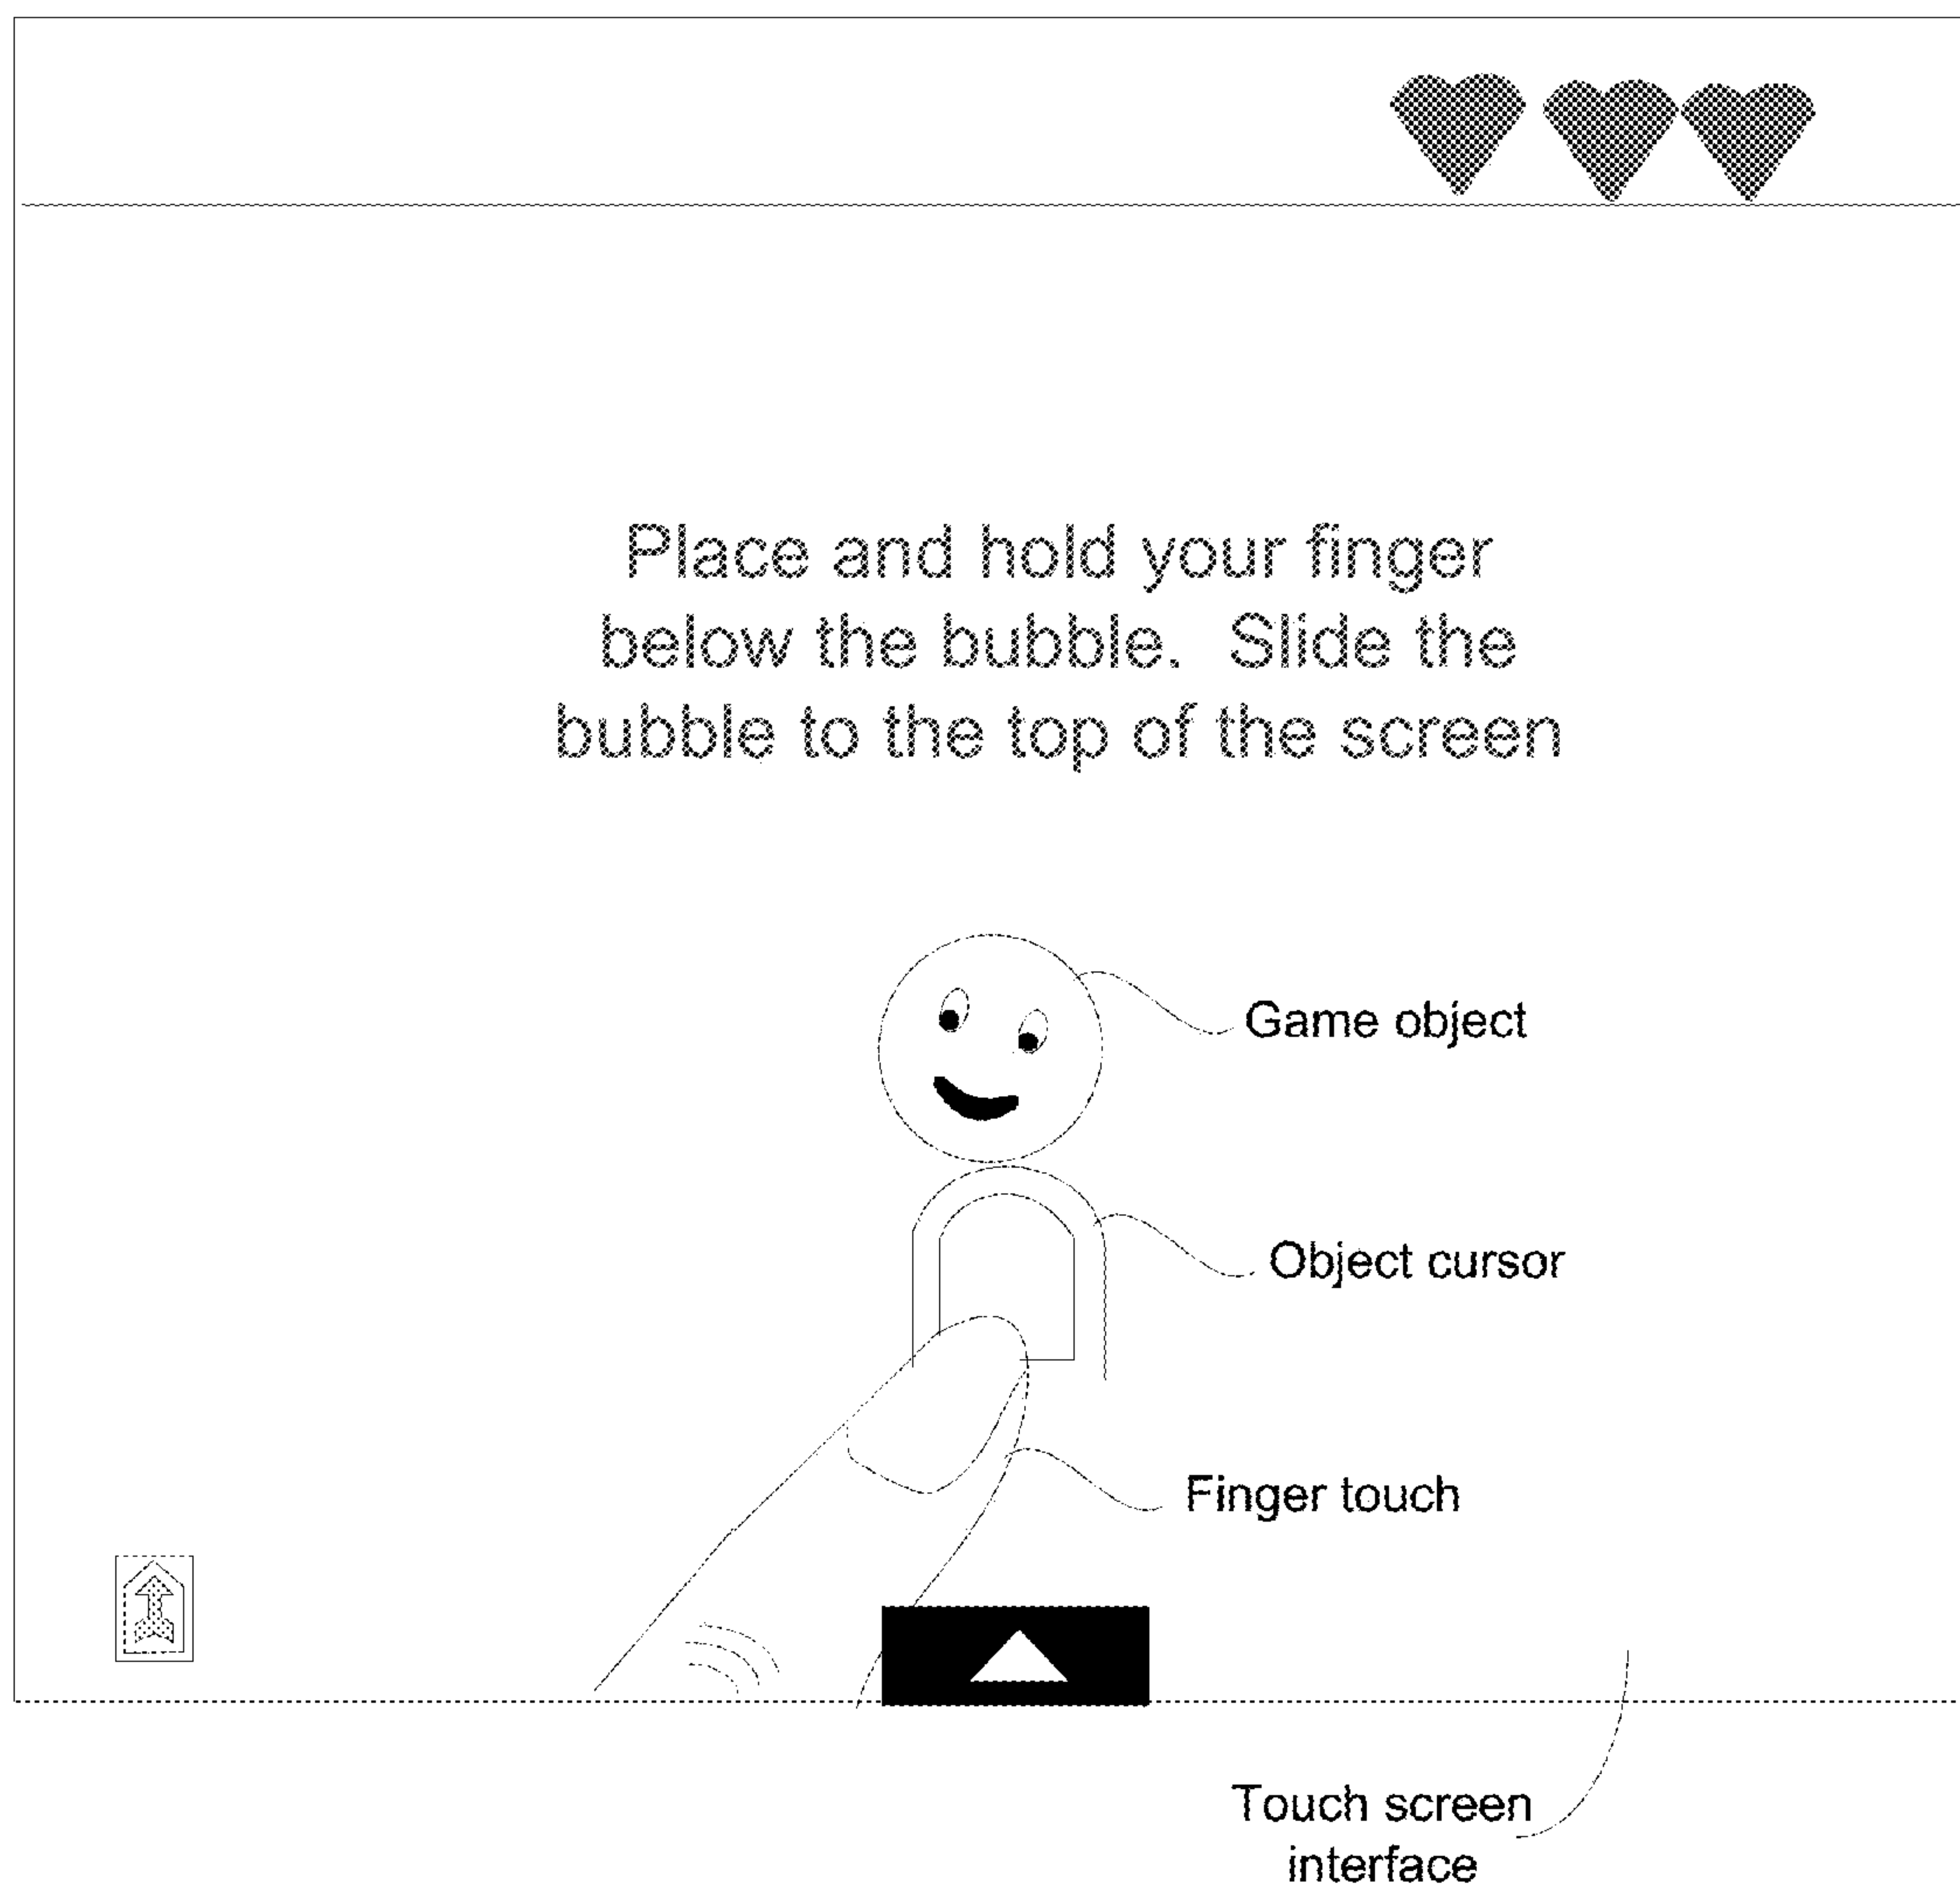 Place and hold your finger
below the bubble.  Slide the
bubble to the top of the screen
Game object
Object cursor
Finger touch
Touch screen
interface